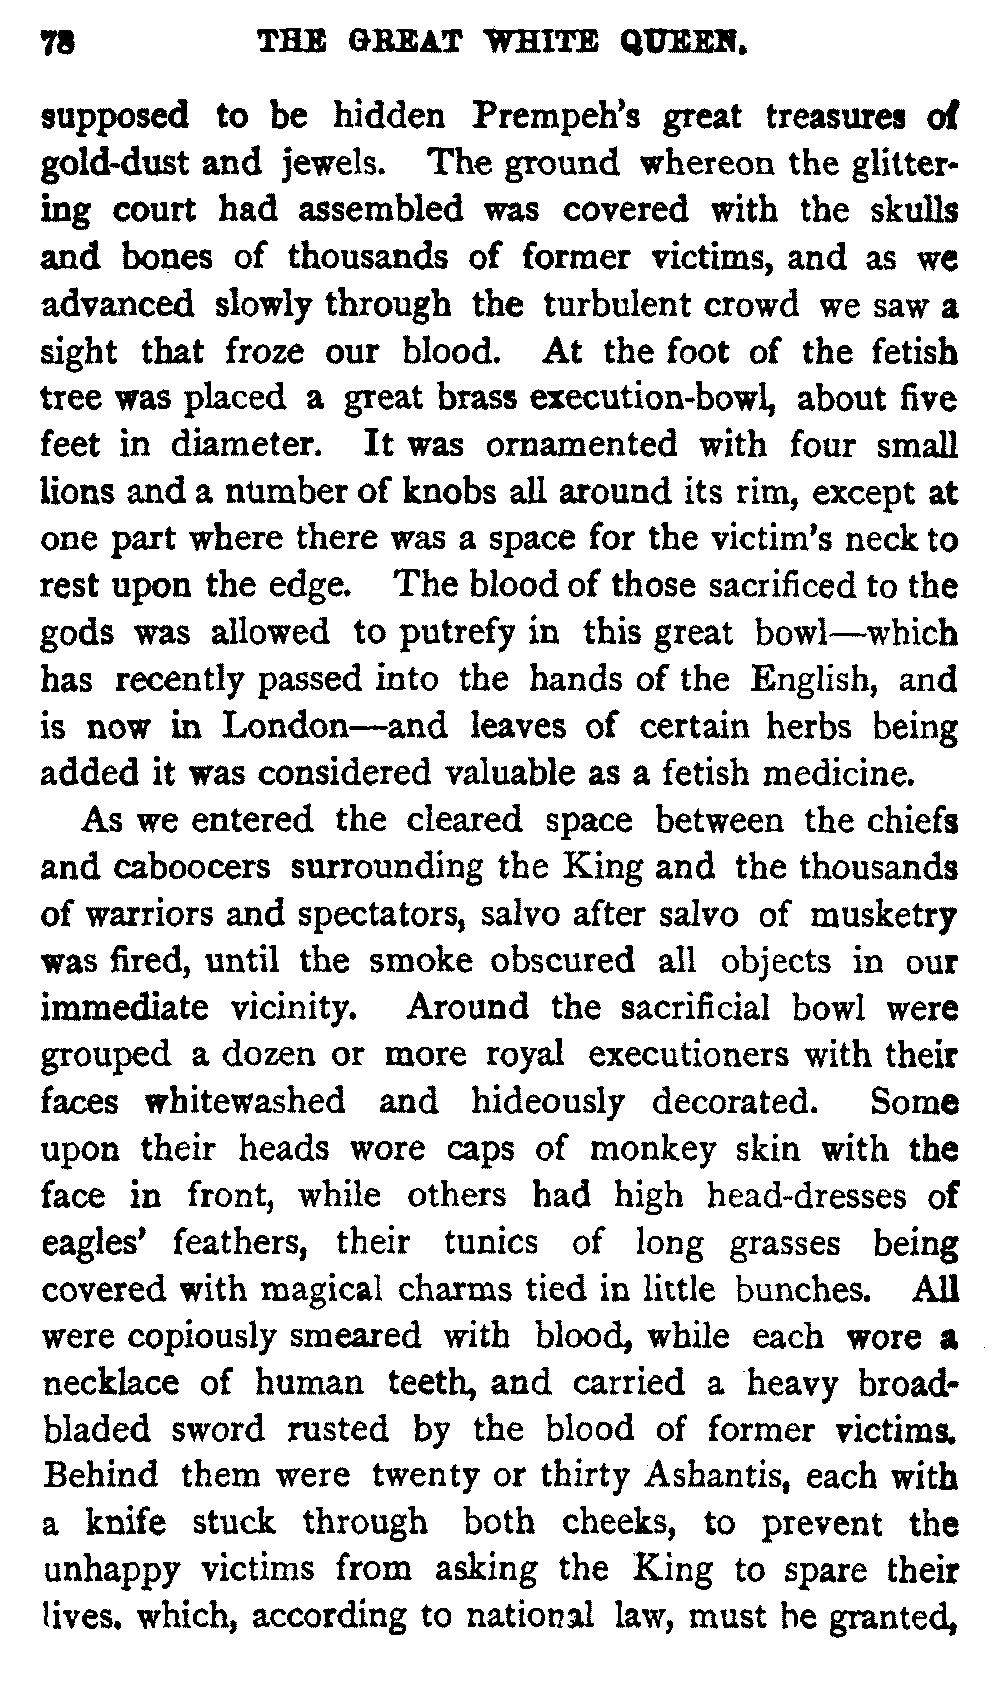 78 THE GREAT WHITE QUEEN.
supposed to be hidden Prempeh's great treasures of
gold-dust and jewels. The ground whereon the glitter-
ing court had assembled was covered with the skulls
and bones of thousands of former victims, and as we
advanced slowly through the turbulent crowd we saw a
sight that froze our blood. At the foot of the fetish
tree was placed a great brass execution-bowl, about five
feet in diameter. It was ornamented with four small
lions and a number of knobs all around its rim, except at
one part where there was a space for the victim's neck to
rest upon the edge. The blood of those sacrificed to the
gods was allowed to putrefy in this great bowl—which
has recently passed into the hands of the English, and
is now in London—and leaves of certain herbs being
added it was considered valuable as a fetish medicine.
As we entered the cleared space between the chiefs
and caboocers surrounding the King and the thousands
of warriors and spectators, salvo after salvo of musketry
was fired, until the smoke obscured all objects in our
immediate vicinity. Around the sacrificial bowl were
grouped a dozen or more royal executioners with their
faces whitewashed and hideously decorated. Some
upon their heads wore caps of monkey skin with the
face in front, while others had high head-dresses of
eagles' feathers, their tunics of long grasses being
covered with magical charms tied in little bunches. All
were copiously smeared with blood, while each wore a
necklace of human teeth, and carried a heavy broad-
bladed sword rusted by the blood of former victims.
Behind them were twenty or thirty Ashantis, each with
a knife stuck through both cheeks, to prevent the
unhappy victims from asking the King to spare their
lives. which, according to national law, must be granted,